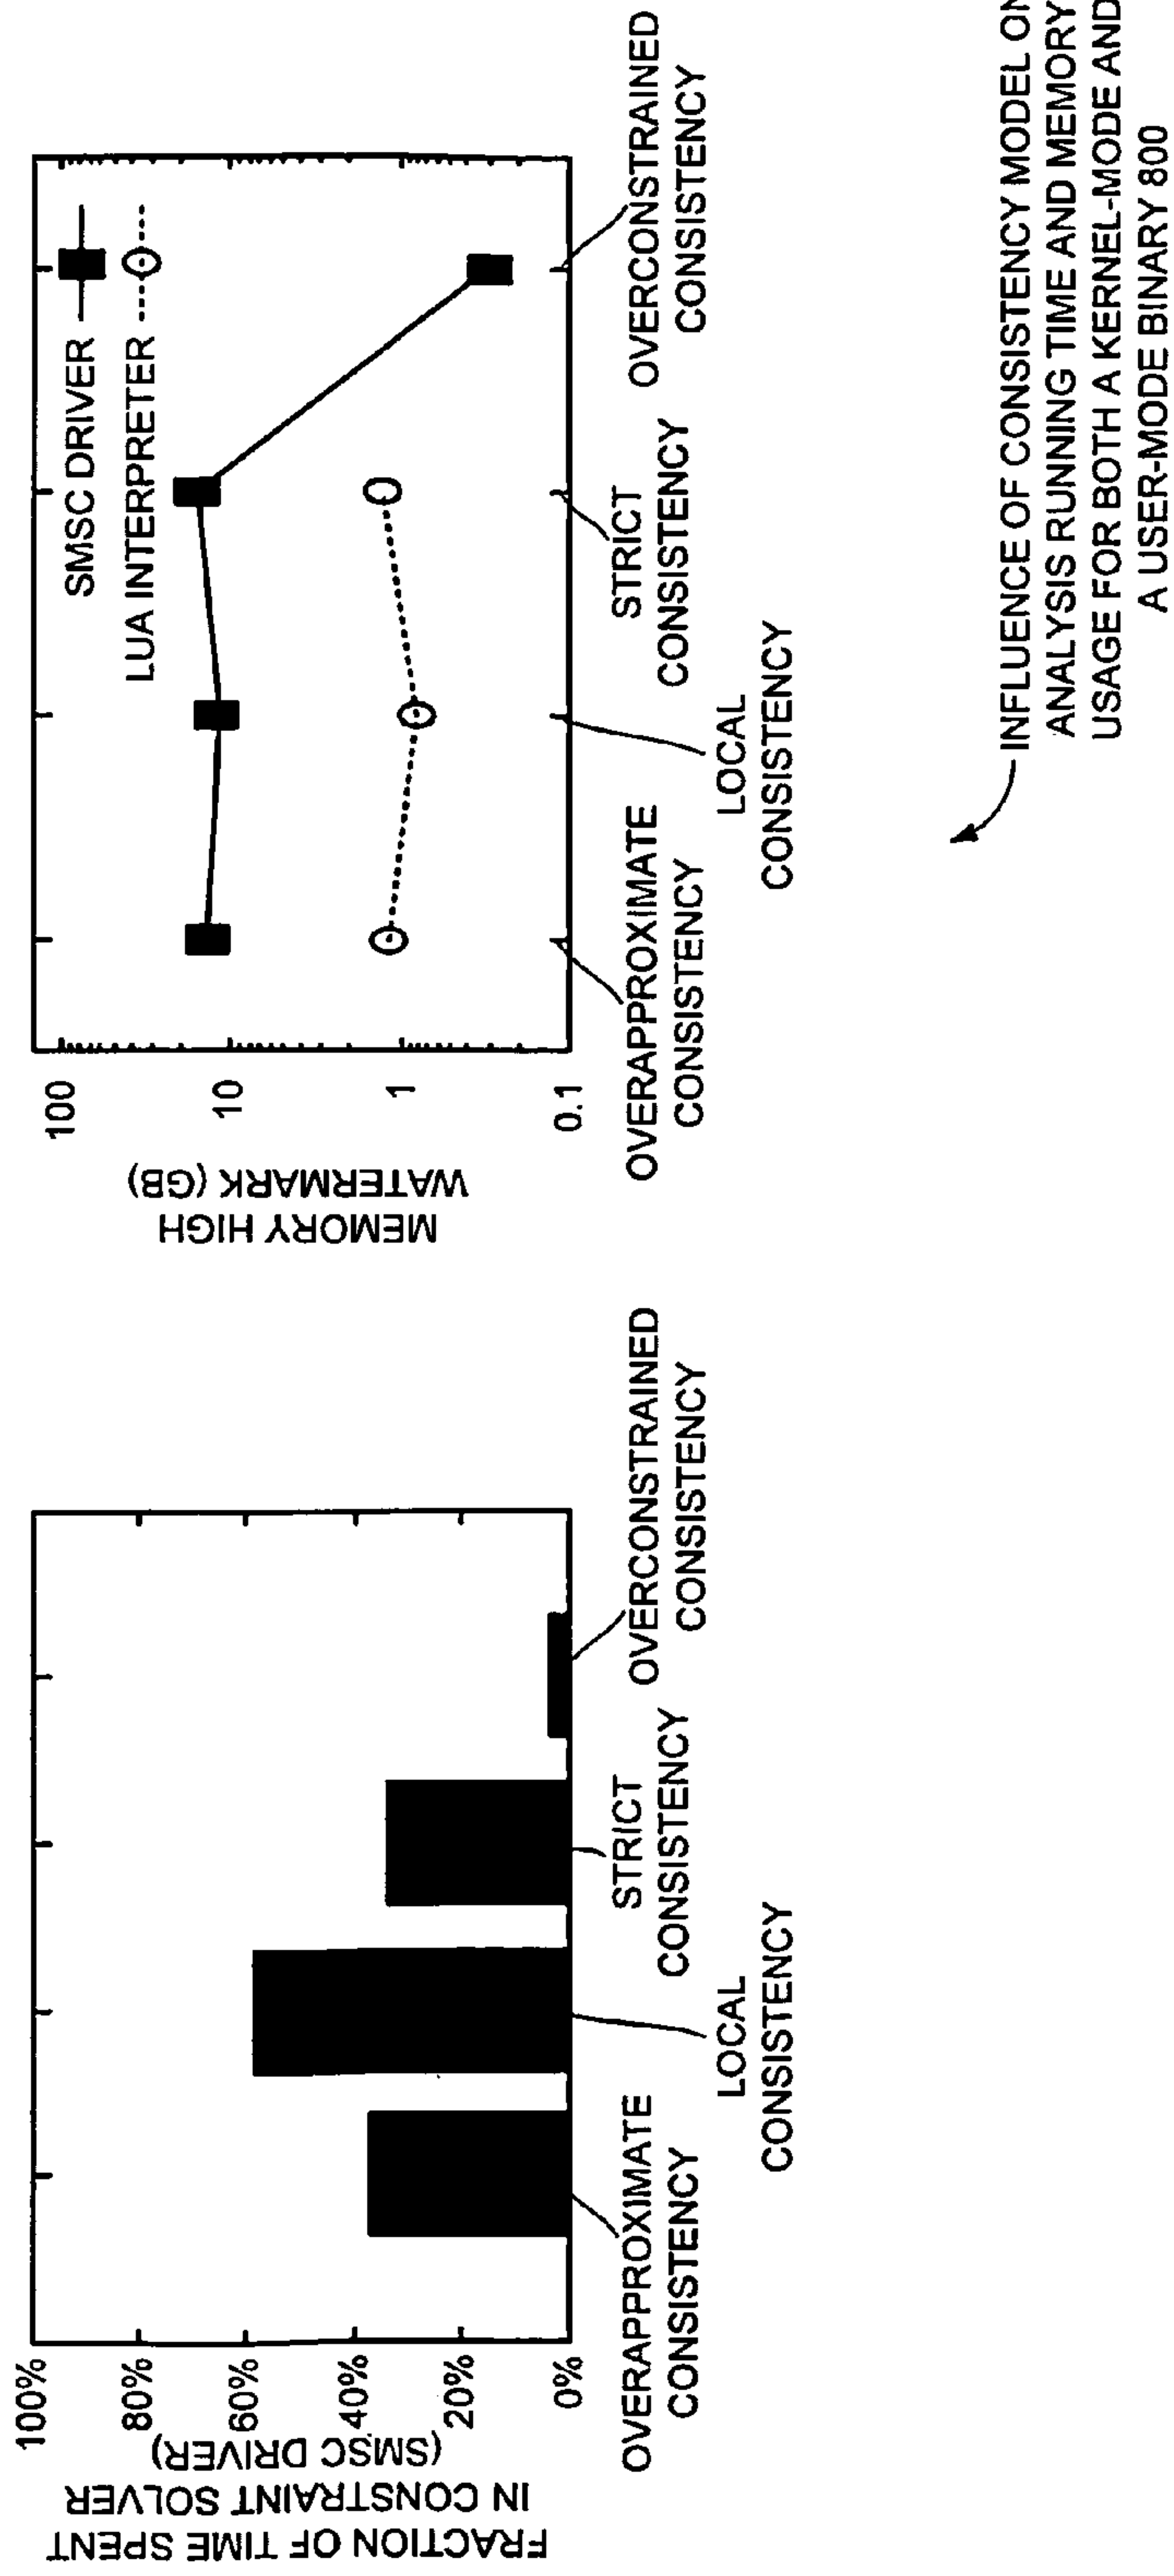 FRACTION OF TIME SPENT
IN CONSTRAINT SOLVER
(SMSC DRIVER)
100%
80%
60%
40%
20%
0%
OVERAPPROXIMATE
CONSISTENCY
LOCAL
CONSISTENCY
STRICT
CONSISTENCY
OVERCONSTRAINED
CONSISTENCY
MEMORY HIGH
WATERMARK (GB)
100
10
1
0.1
SMSC DRIVER
LUA INTERPRETER
OVERAPPROXIMATE
CONSISTENCY
LOCAL
CONSISTENCY
STRICT
CONSISTENCY
OVERCONSTRAINED
CONSISTENCY
INFLUENCE OF CONSISTENCY MODEL ON
ANALYSIS RUNNING TIME AND MEMORY
USAGE FOR BOTH A KERNEL-MODE AND
A USER-MODE BINARY 800